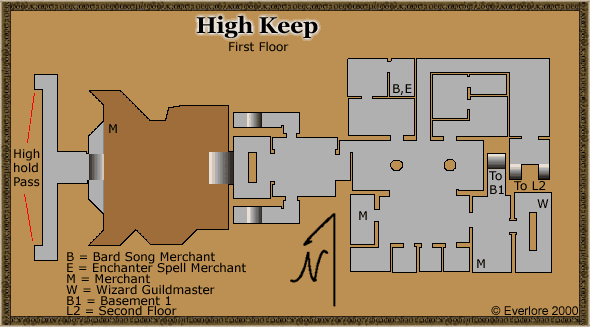 High Keep
First Floor
B,E
M
High
hold
Pass
To
B1
To L2
W
M
N
M
B = Bard Song Merchant
E = Enchanter Spell Merchant
M = Merchant
W = Wizard Guildmaster
B1 = Basement 1
L2 = Second Floor
© Everlore 2000